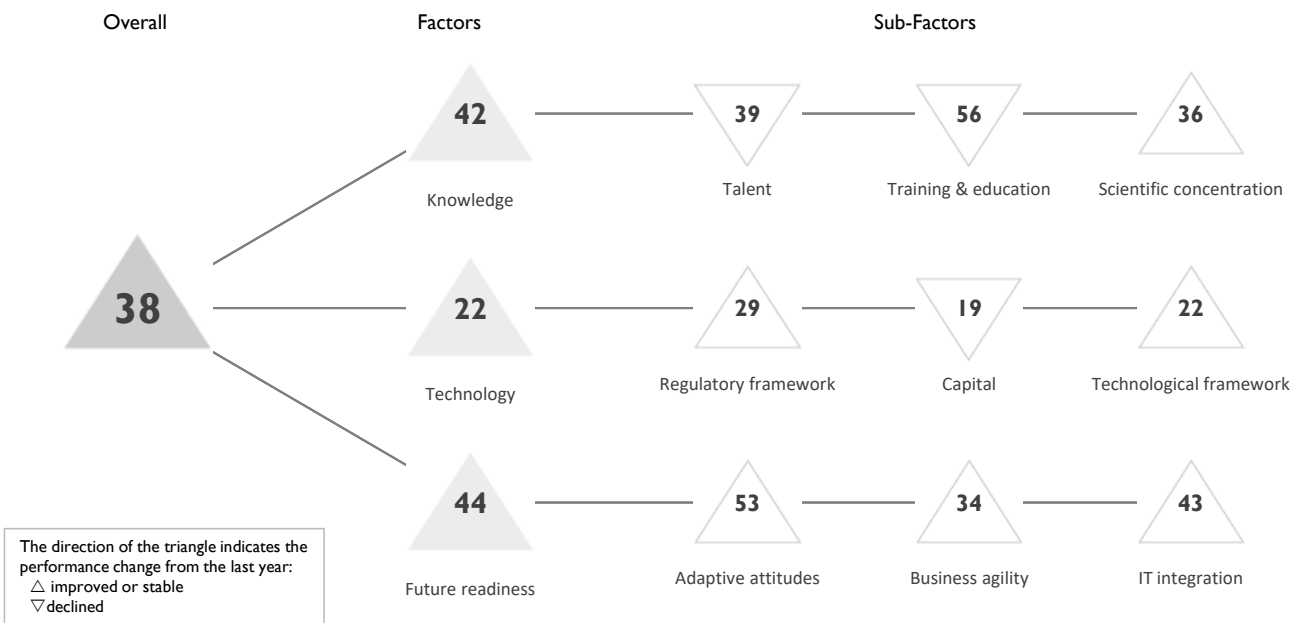 Overall
Factors
Sub-Factors
42
39
56
36
Knowledge
Talent
Training & education
Scientific concentration
38
22
29
19
22
Technology
Regulatory framework
Capital
Technological framework
44
53
34
43
Future readiness
Adaptive attitudes
Business agility
IT integration
The direction of the triangle indicates the
performance change from the last year:
△ improved or stable
▽ declined